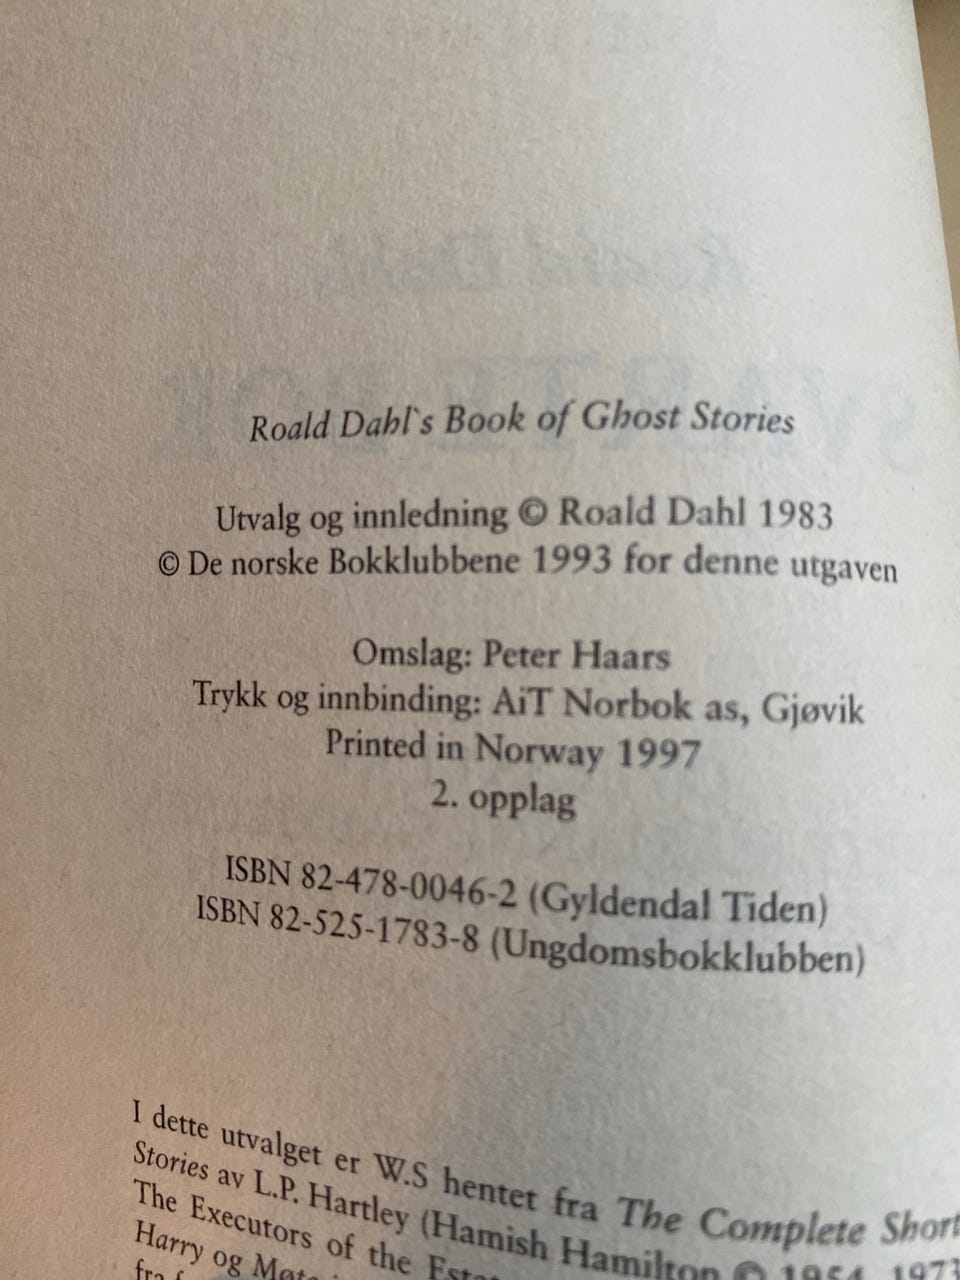 Roald Dahl`s Book of Ghost Stories
Utvalg og innledning © Roald Dahl 1983
© De norske Bokklubbene 1993 for denne utgaven
Omslag: Peter Haars
Trykk og innbinding: AiT Norbok as, Gjøvik
Printed in Norway 1997
2. opplag
ISBN 82-478-0046-2 (Gyldendal Tiden)
ISBN 82-525-1783-8 (Ungdomsbokklubben)
I dette utvalget er W.S hentet fra The Complete Short
Stories av L.P. Hartley (Hamish Hamilton © 1954, 1973
The Executors of the
Harry og
fra